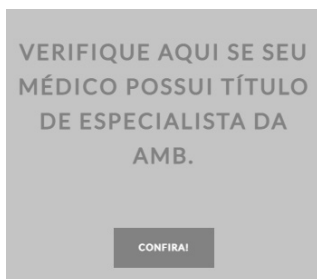 VERIFIQUE AQUI SE SEU
MÉDICO POSSUI TÍTULO
DE ESPECIALISTA DA
AMB.
CONFIRA!